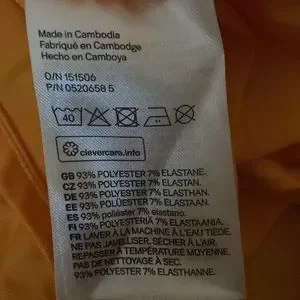 Made in Cambodia
Fabriqué en Cambodge
Hecho en Camboya
O/N 151506
P/N 0520658 5
40
clevercare.info
GB 93% POLYESTER 7% ELASTANE.
CZ 93% POLYESTER 7% ELASTAN.
DE 93% POLYESTER 7% ELASTHAN.
EE 93% POLÜESTER 7% ELASTAAN.
ES 93% poliéster 7% elastano.
FI 93% POLYESTERIÄ 7% ELASTAANIA.
FR LAVER À LA MACHINE À L'EAU TIÈDE.
NE PAS JAVELLISER. SÉCHER À L'AIR.
REPASSER À TEMPÉRATURE MOYENNE.
PAS DE NETTOYAGE À SEC.
93% POLYESTER 7% ELASTHANNE.